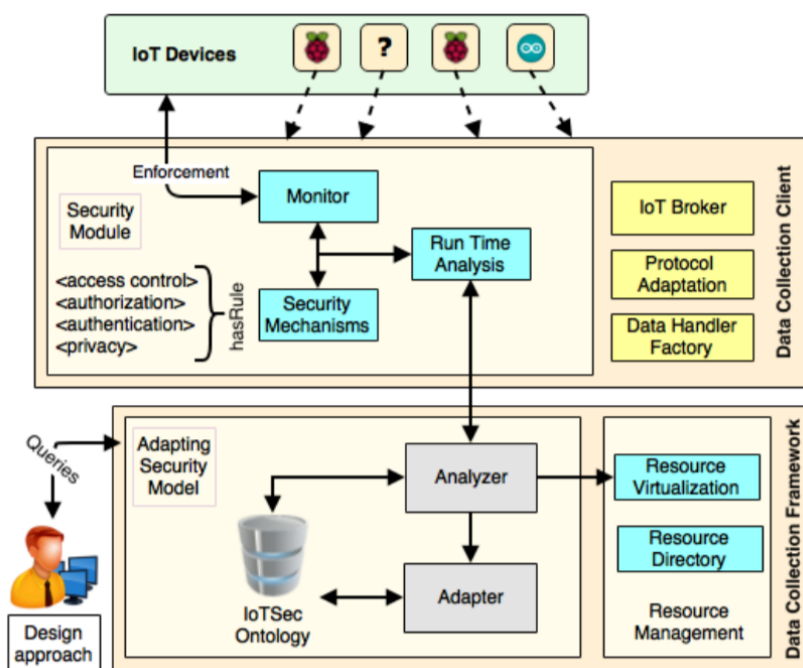 IoT Devices
?
Enforcement
Monitor
Security
Module
Run Time
Analysis
<access control>
<authorization>
<authentication>
<privacy>
hasRule
Security
Mechanisms
IoT Broker
Protocol
Adaptation
Data Handler
Factory
Data Collection Client
Queries
Adapting
Security
Model
Analyzer
Resource
Virtualization
Resource
Directory
IoTSec
Ontology
Adapter
Resource
Management
Data Collection Framework
Design
approach